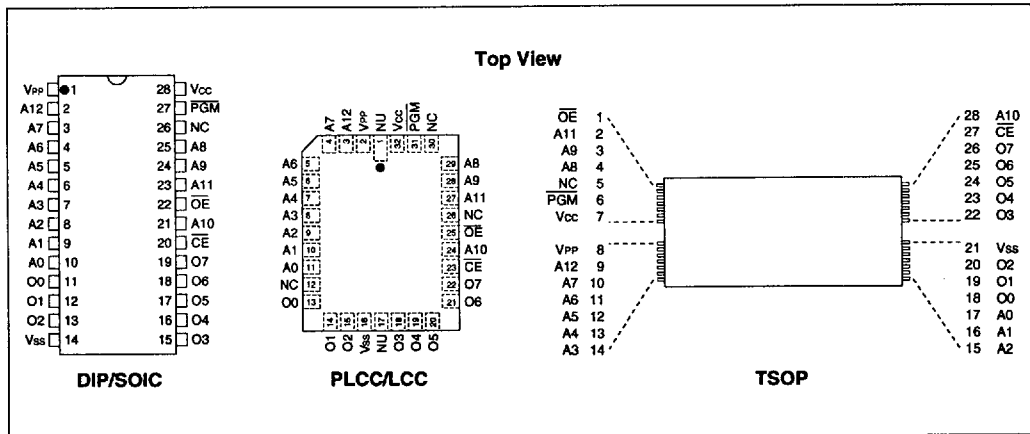 Top View
VPP 1 28 VCC
A12 2 27 PGM
A7 3 26 NC
A6 4 25 A8
A5 5 24 A9
A4 6 23 A11
A3 7 22 OE
A2 8 21 A10
A1 9 20 CE
A0 10 19 O7
O0 11 18 O6
O1 12 17 O5
O2 13 16 O4
VSS 14 15 O3
DIP/SOIC
A7 A12 VPP NU VCC PGM NC
4 3 2 1 32 31 30
A6 5 29 A8
A5 6 28 A9
A4 7 27 A11
A3 8 26 NC
A2 9 25 OE
A1 10 24 A10
A0 11 23 CE
NC 12 22 O7
O0 13 21 O6
14 15 16 17 18 19 20
O1 O2 VSS NU O3 O4 O5
PLCC/LCC
OE 1 28 A10
A11 2 27 CE
A9 3 26 O7
A8 4 25 O6
NC 5 24 O5
PGM 6 23 O4
VCC 7 22 O3
VPP 8 21 VSS
A12 9 20 O2
A7 10 19 O1
A6 11 18 O0
A5 12 17 A0
A4 13 16 A1
A3 14 15 A2
TSOP